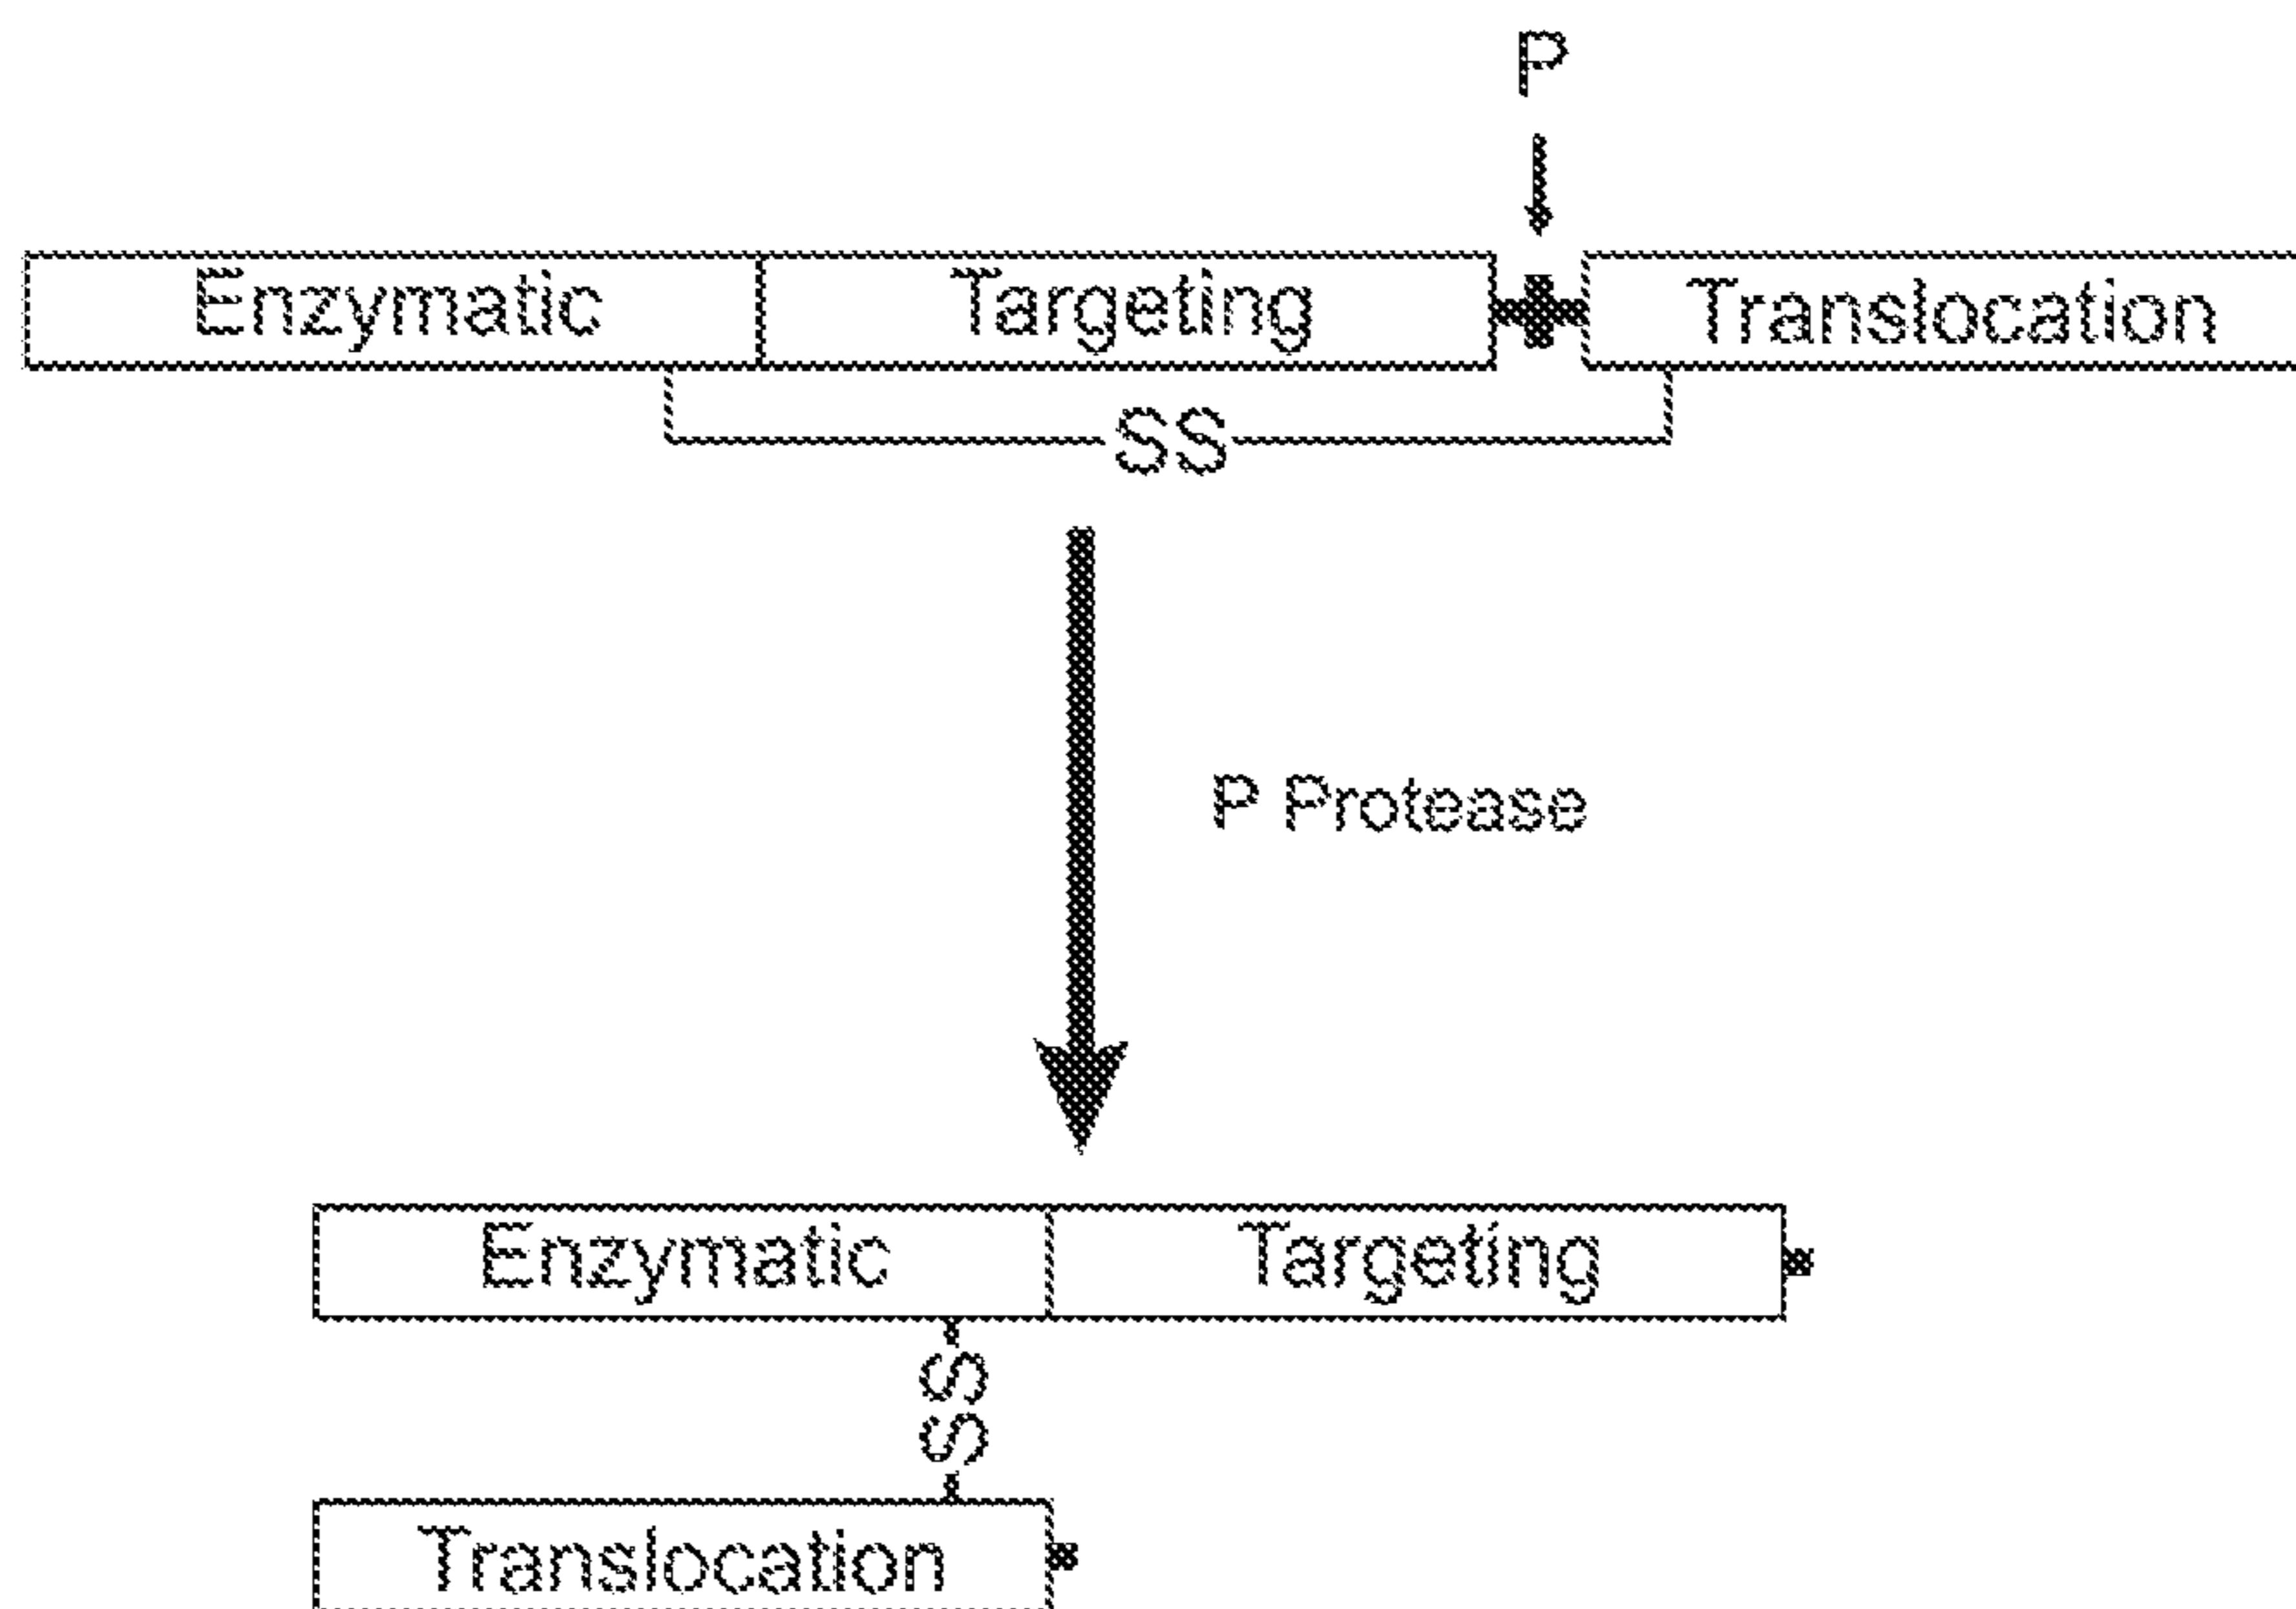 P
Enzymatic Targeting Translocation
SS
P Protease
Enzymatic Targeting
SS
Translocation